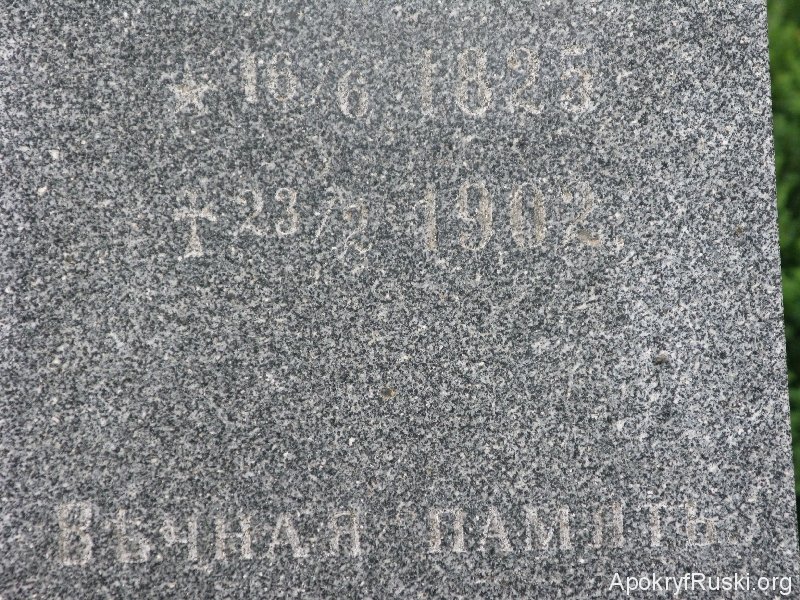 ★ 16/6 1825
† 23/2 1902
ВѢЧНАЯ ПАМЯТЬ!
ApokryfRuski.org